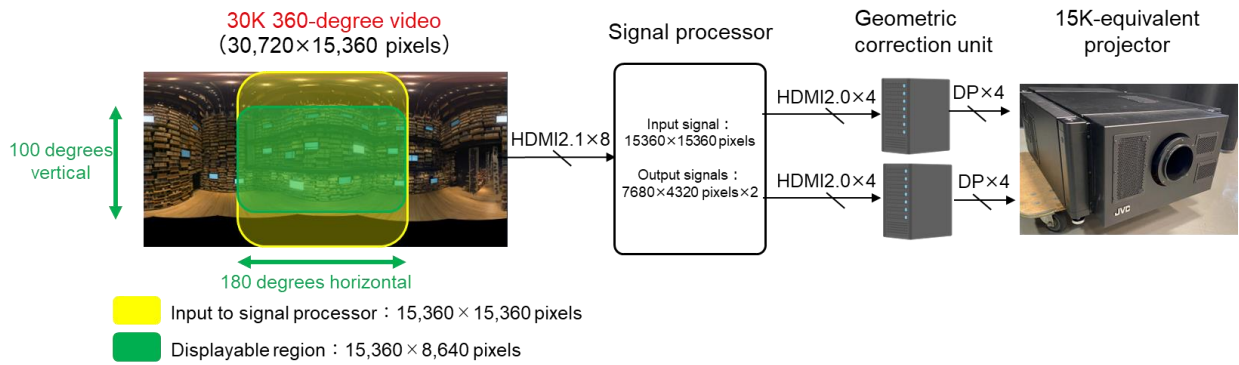 30K 360-degree video
（30,720×15,360 pixels）
100 degrees
vertical
180 degrees horizontal
Input to signal processor：15,360×15,360 pixels
Displayable region：15,360×8,640 pixels
HDMI2.1×8
Signal processor
Input signal：
15360×15360 pixels
Output signals：
7680×4320 pixels×2
HDMI2.0×4
HDMI2.0×4
Geometric
correction unit
DP×4
DP×4
15K-equivalent
projector
JVC